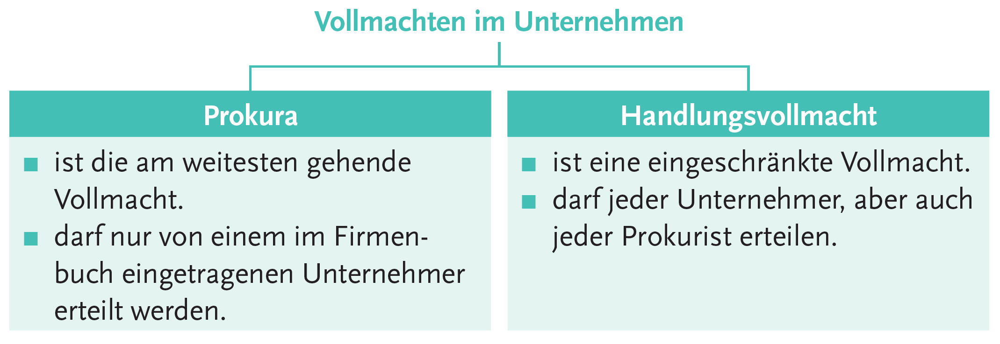 Vollmachten im Unternehmen
Prokura
ist die am weitesten gehende
Vollmacht.
darf nur von einem im Firmen-
buch eingetragenen Unternehmer
erteilt werden.
Handlungsvollmacht
ist eine eingeschränkte Vollmacht.
darf jeder Unternehmer, aber auch
jeder Prokurist erteilen.